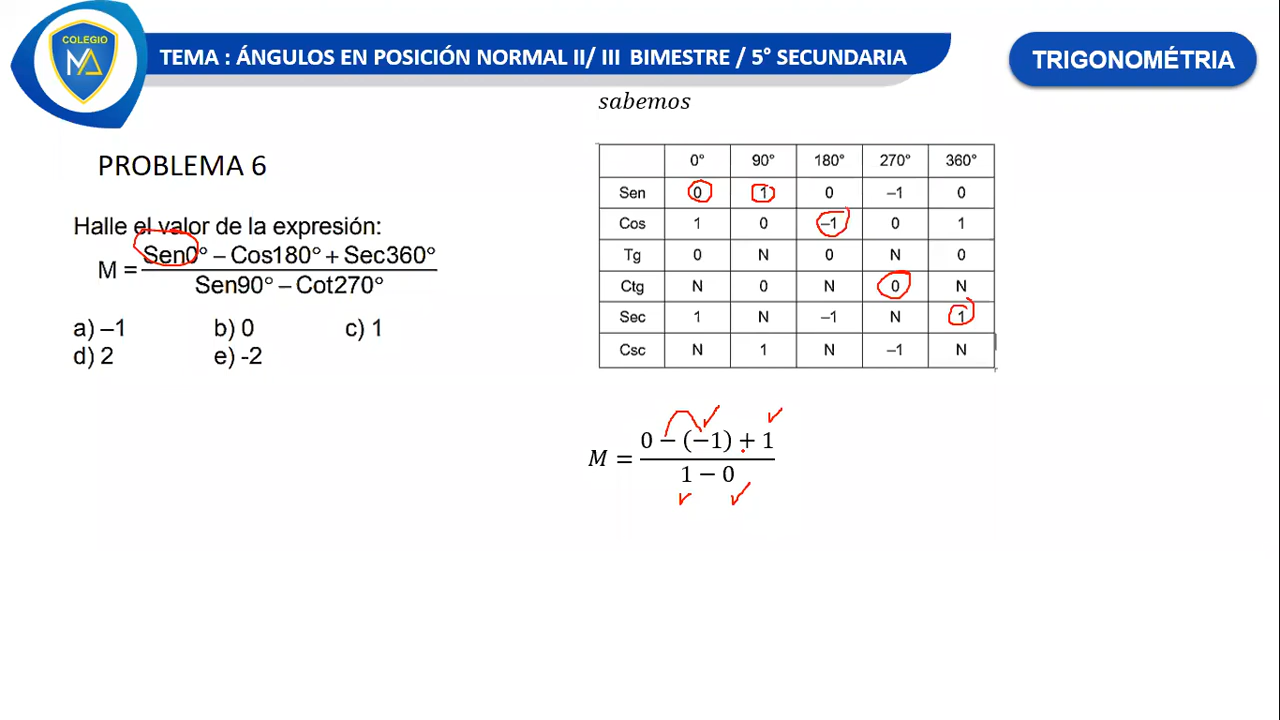 COLEGIO
MA
TEMA : ÁNGULOS EN POSICIÓN NORMAL II/ III BIMESTRE / 5° SECUNDARIA
TRIGONOMÉTRIA
sabemos
PROBLEMA 6
Halle el valor de la expresión:
M = (Sen0° – Cos180° + Sec360°) / (Sen90° – Cot270°)
a) –1 b) 0 c) 1
d) 2 e) -2
0° 90° 180° 270° 360°
Sen 0 1 0 –1 0
Cos 1 0 –1 0 1
Tg 0 N 0 N 0
Ctg N 0 N 0 N
Sec 1 N –1 N 1
Csc N 1 N –1 N
M = (0 − (−1) + 1) / (1 − 0)